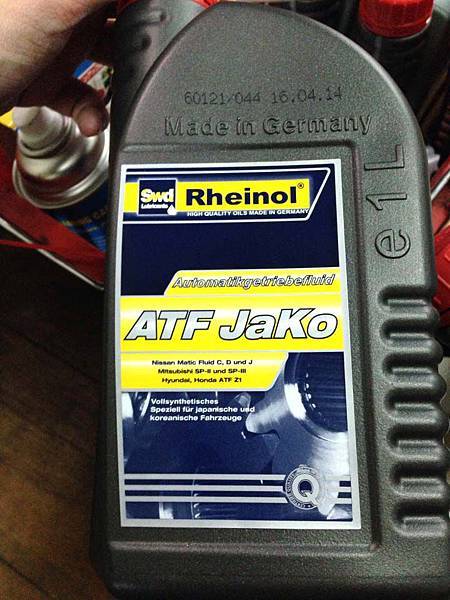 60121/044 16.04.14
Made in Germany
e 1 L
Swd
Lubricants
Rheinol®
HIGH QUALITY OILS MADE IN GERMANY
Automatikgetriebefluid
ATF JaKo
Nissan Matic Fluid C, D und J
Mitsubishi SP-II und SP-III
Hyundai, Honda ATF Z1
Vollsynthetisches
Speziell für japanische und
koreanische Fahrzeuge
Q